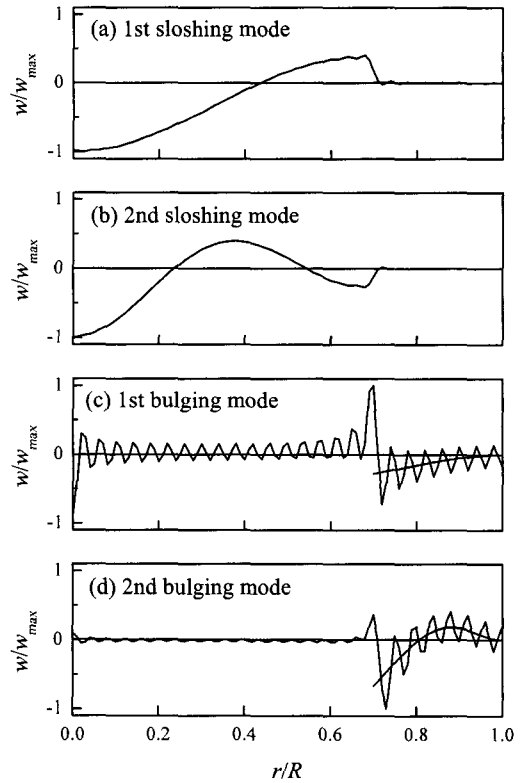 (a) 1st sloshing mode
1
0
-1
w/w_max
(b) 2nd sloshing mode
1
0
-1
w/w_max
(c) 1st bulging mode
1
0
-1
w/w_max
(d) 2nd bulging mode
1
0
-1
w/w_max
0.0 0.2 0.4 0.6 0.8 1.0
r/R